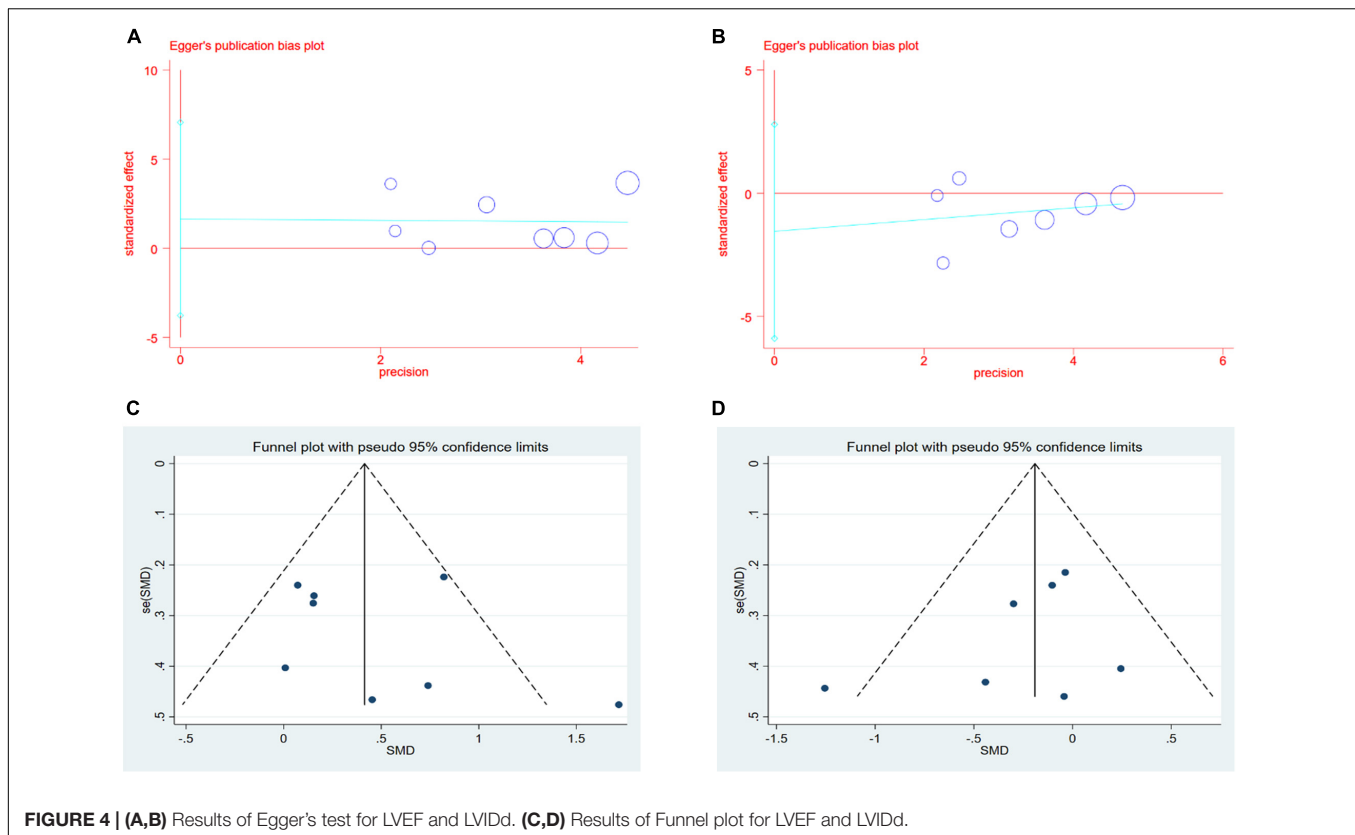 A
Egger's publication bias plot
10
5
0
-5
standardized effect
0
2
4
precision
B
Egger's publication bias plot
5
0
-5
standardized effect
0
2
4
6
precision
C
Funnel plot with pseudo 95% confidence limits
0
.1
.2
.3
.4
.5
se(SMD)
-.5
0
.5
1
1.5
SMD
D
Funnel plot with pseudo 95% confidence limits
0
.1
.2
.3
.4
.5
se(SMD)
-1.5
-1
-.5
0
.5
SMD
FIGURE 4 | (A,B) Results of Egger's test for LVEF and LVIDd. (C,D) Results of Funnel plot for LVEF and LVIDd.